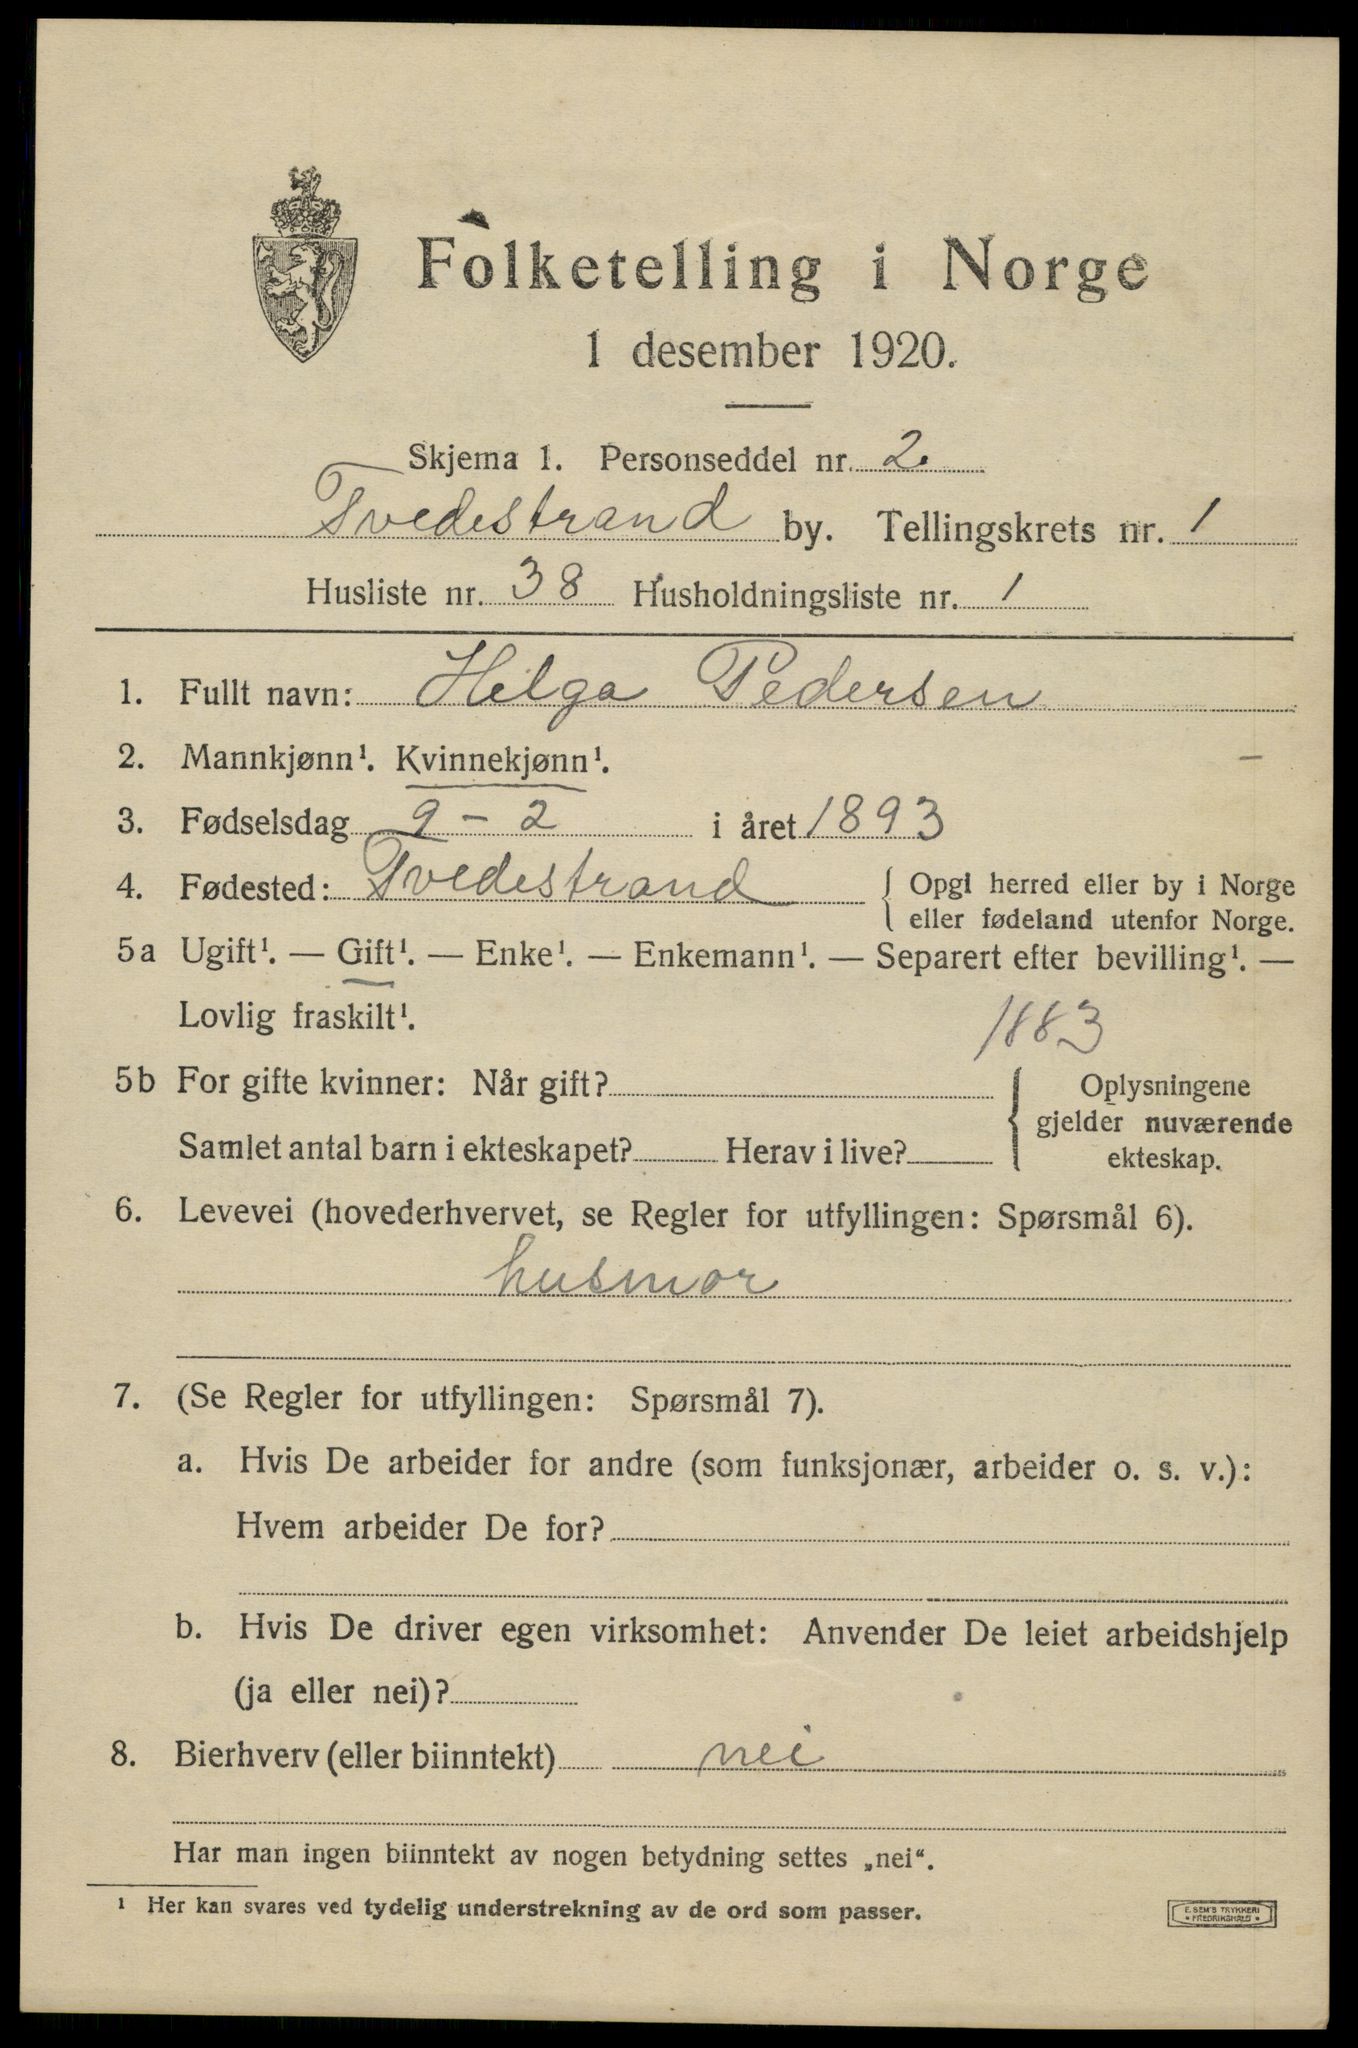 Folketelling i Norge
1 desember 1920.
Skjema 1. Personseddel nr. 2.
Tvedestrand by. Tellingskrets nr. 1
Husliste nr. 38 Husholdningsliste nr. 1
1. Fullt navn: Helga Pedersen
2. Mannkjønn¹. Kvinnekjønn¹. –
3. Fødselsdag 9 – 2 i året 1893
4. Fødested: Tvedestrand { Opgi herred eller by i Norge
eller fødeland utenfor Norge.
5a Ugift¹. — Gift¹. — Enke¹. — Enkemann¹. — Separert efter bevilling¹. —
Lovlig fraskilt¹.
1883
5b For gifte kvinner: Når gift? { Oplysningene
gjelder nuværende
Samlet antal barn i ekteskapet? Herav i live? ekteskap.
6. Levevei (hovederhvervet, se Regler for utfyllingen: Spørsmål 6).
husmor
7. (Se Regler for utfyllingen: Spørsmål 7).
a. Hvis De arbeider for andre (som funksjonær, arbeider o. s. v.):
Hvem arbeider De for?
b. Hvis De driver egen virksomhet: Anvender De leiet arbeidshjelp
(ja eller nei)?
8. Bierhverv (eller biinntekt) nei
Har man ingen biinntekt av nogen betydning settes „nei“.
¹ Her kan svares ved tydelig understrekning av de ord som passer.
E. SEM'S TRYKKERI
• FREDRIKSHALD •